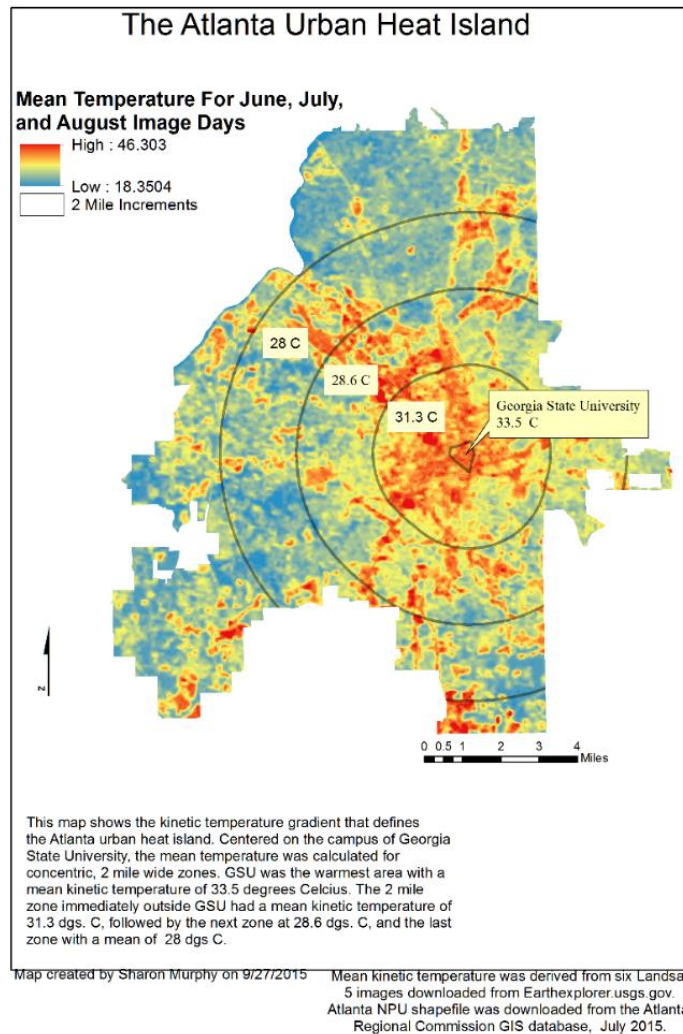 The Atlanta Urban Heat Island
Mean Temperature For June, July,
and August Image Days
High : 46.303
Low : 18.3504
2 Mile Increments
28 C
28.6 C
31.3 C
Georgia State University
33.5 C
z
0 0.5 1 2 3 4
Miles
This map shows the kinetic temperature gradient that defines
the Atlanta urban heat island. Centered on the campus of Georgia
State University, the mean temperature was calculated for
concentric, 2 mile wide zones. GSU was the warmest area with a
mean kinetic temperature of 33.5 degrees Celcius. The 2 mile
zone immediately outside GSU had a mean kinetic temperature of
31.3 dgs. C, followed by the next zone at 28.6 dgs. C, and the last
zone with a mean of 28 dgs C.
Map created by Sharon Murphy on 9/27/2015
Mean kinetic temperature was derived from six Landsa
5 images downloaded from Earthexplorer.usgs.gov.
Atlanta NPU shapefile was downloaded from the Atlanta
Regional Commission GIS database, July 2015.